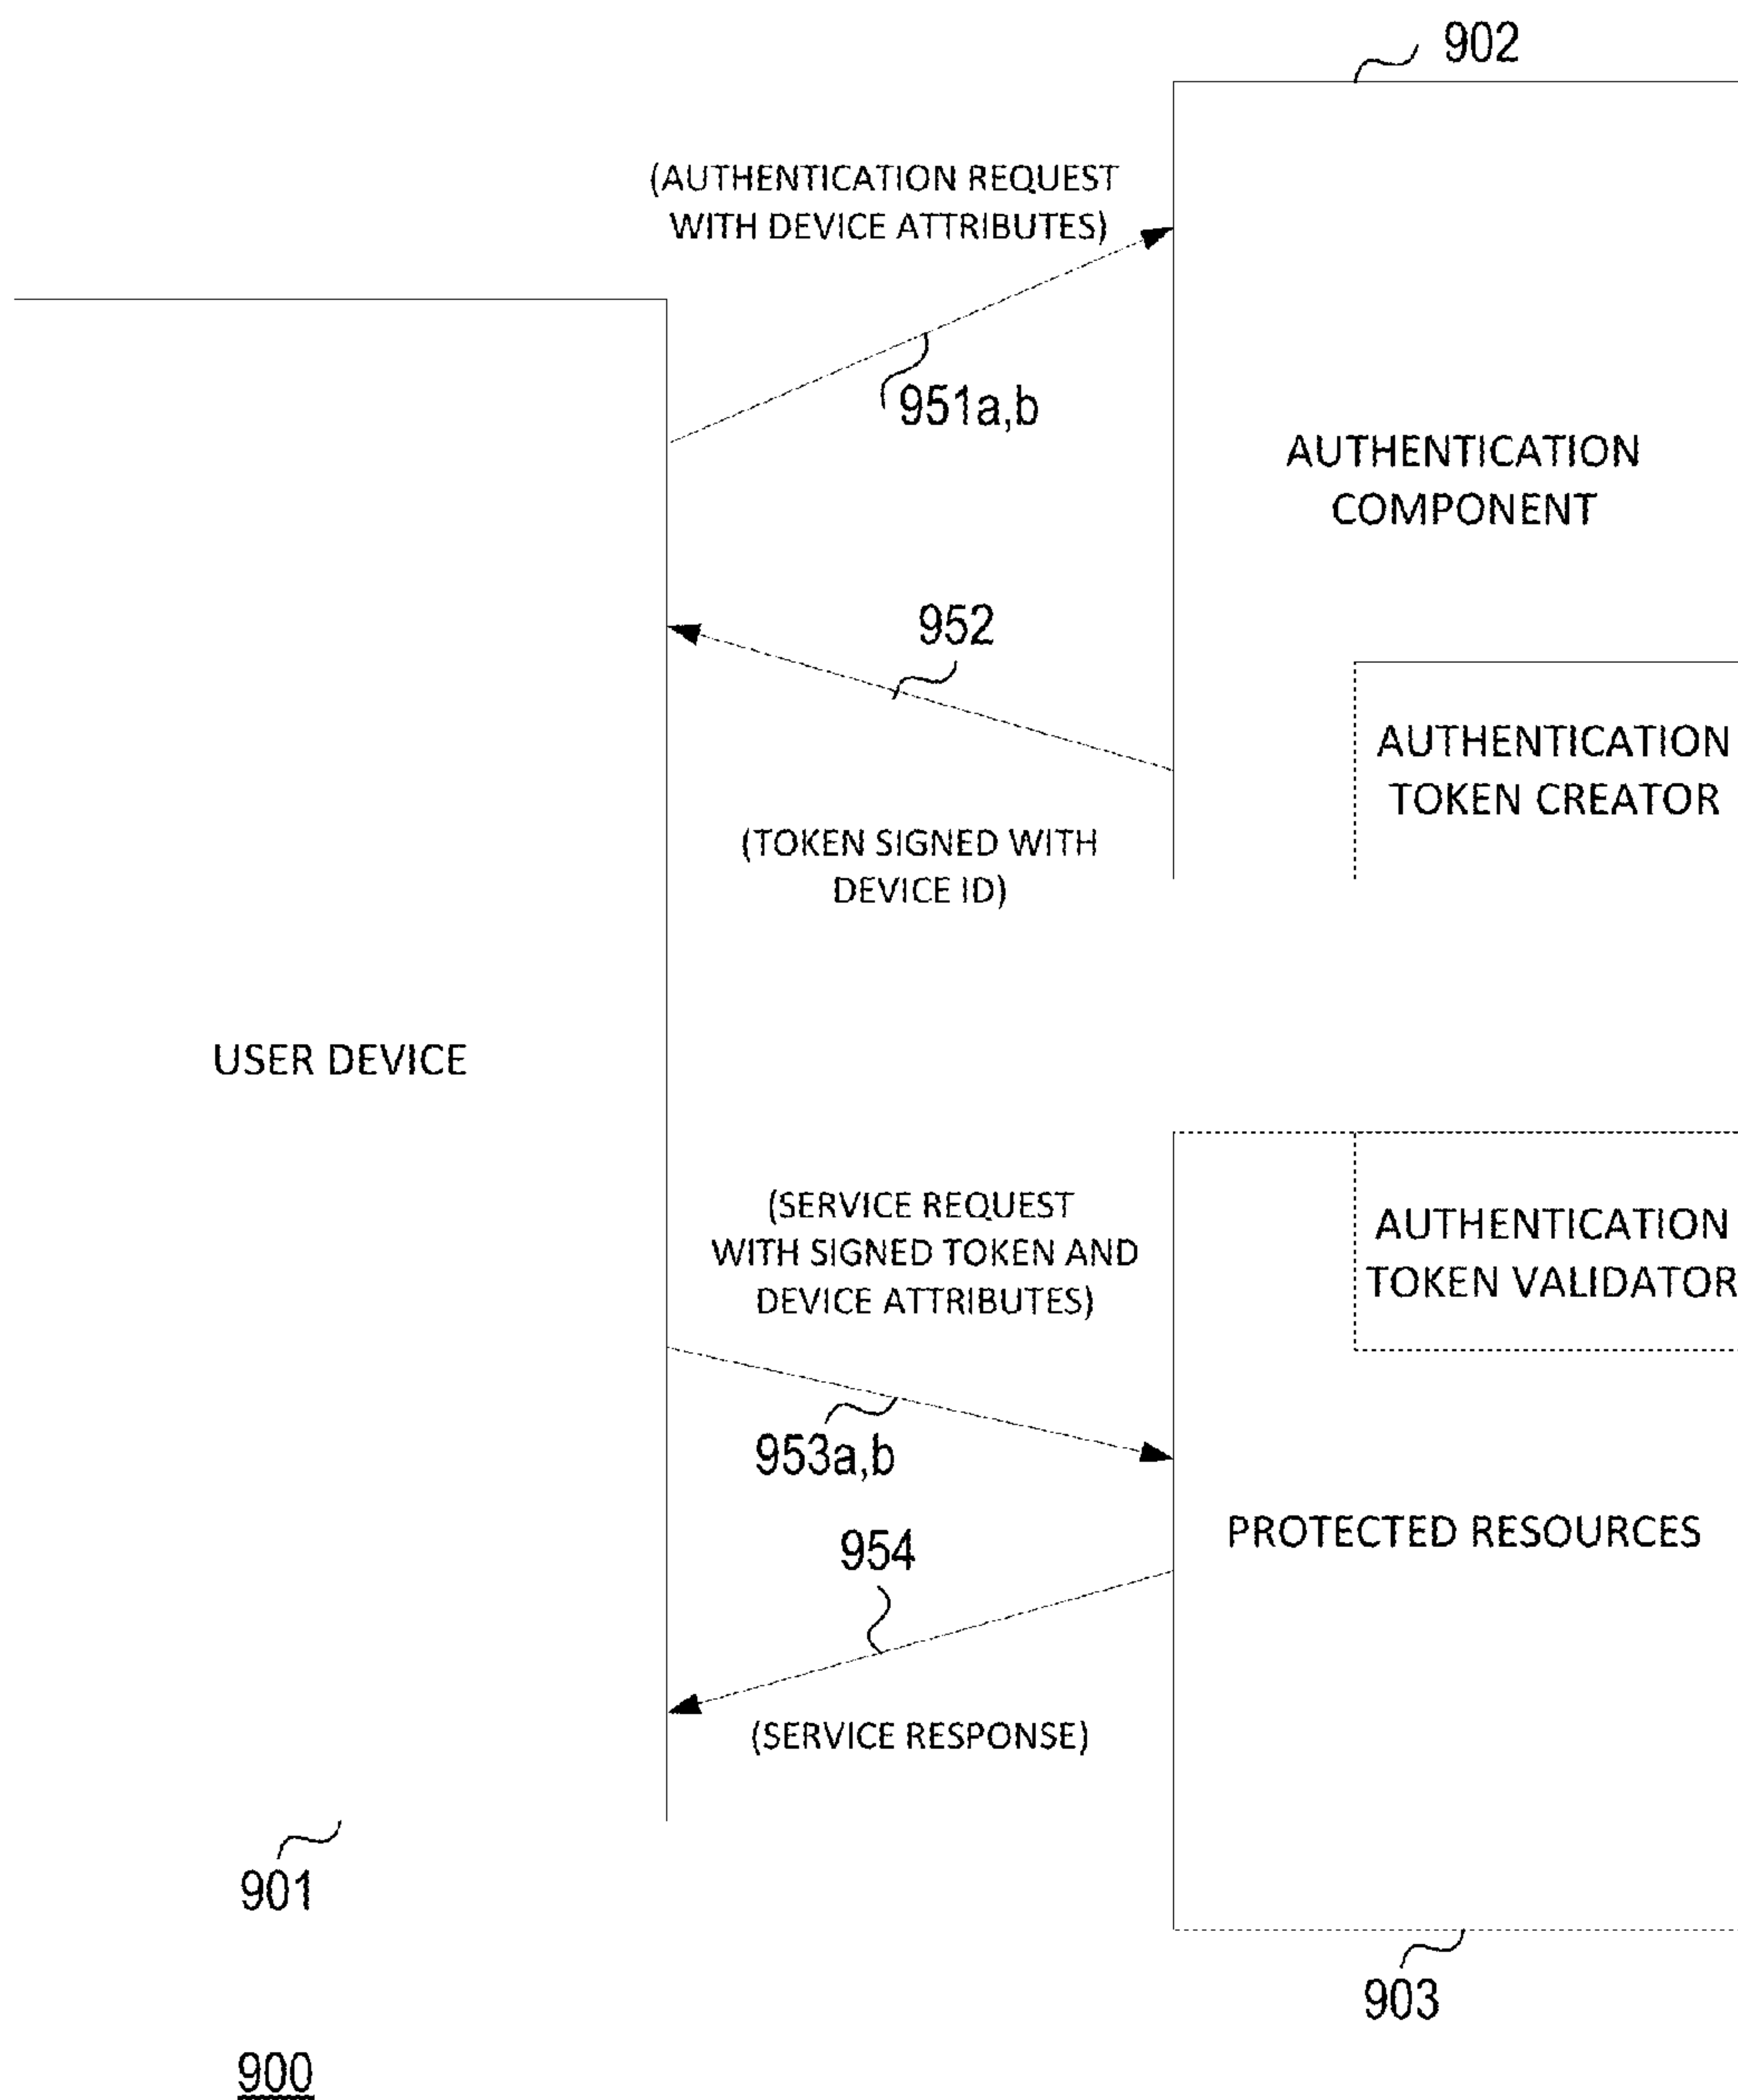 902
(AUTHENTICATION REQUEST
WITH DEVICE ATTRIBUTES)
951a,b
AUTHENTICATION
COMPONENT
952
AUTHENTICATION
TOKEN CREATOR
(TOKEN SIGNED WITH
DEVICE ID)
USER DEVICE
(SERVICE REQUEST
WITH SIGNED TOKEN AND
DEVICE ATTRIBUTES)
AUTHENTICATION
TOKEN VALIDATOR
953a,b
PROTECTED RESOURCES
954
(SERVICE RESPONSE)
901
903
900